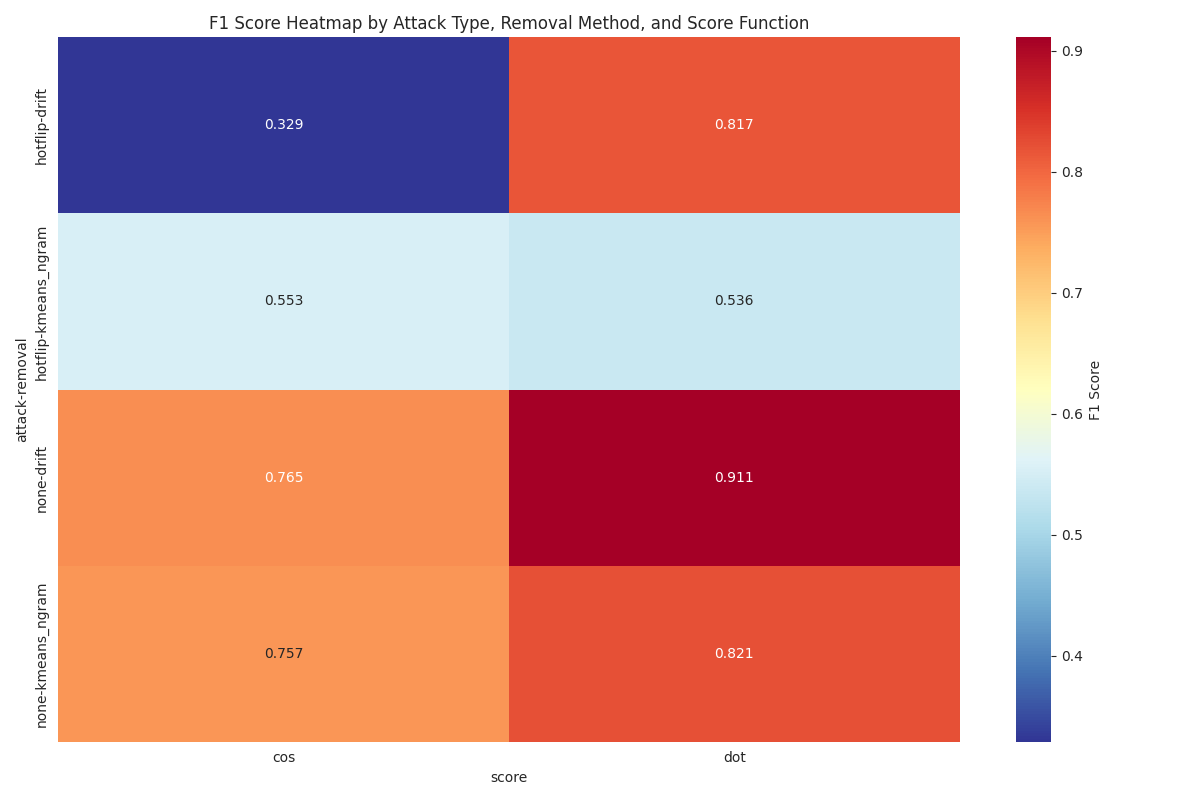 F1 Score Heatmap by Attack Type, Removal Method, and Score Function
attack-removal
hotflip-drift
0.329
0.817
hotflip-kmeans_ngram
0.553
0.536
none-drift
0.765
0.911
none-kmeans_ngram
0.757
0.821
cos
dot
score
0.9
0.8
0.7
0.6
0.5
0.4
F1 Score